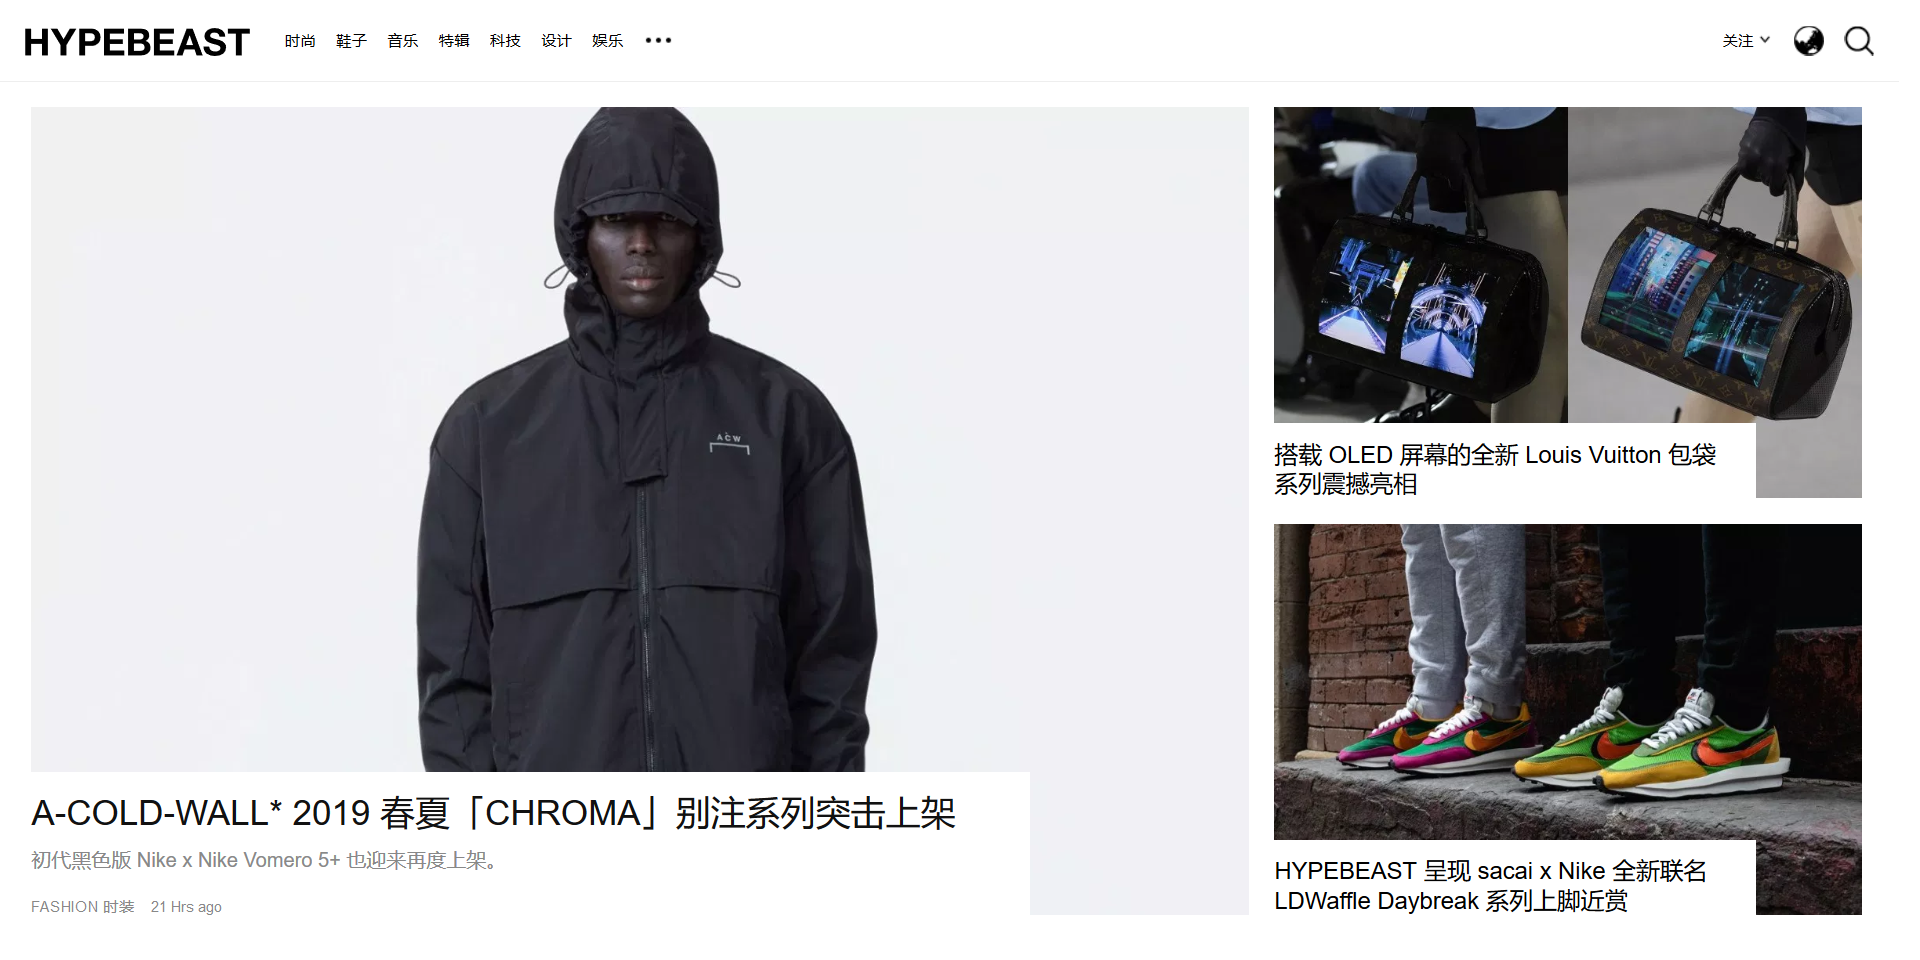 HYPEBEAST
时尚 鞋子 音乐 特辑 科技 设计 娱乐 •••
关注
ACW
搭载 OLED 屏幕的全新 Louis Vuitton 包袋
系列震撼亮相
A-COLD-WALL* 2019 春夏「CHROMA」别注系列突击上架
初代黑色版 Nike x Nike Vomero 5+ 也迎来再度上架。
FASHION 时装 21 Hrs ago
HYPEBEAST 呈现 sacai x Nike 全新联名
LDWaffle Daybreak 系列上脚近赏